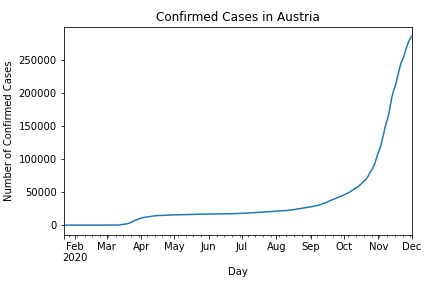 Confirmed Cases in Austria
Number of Confirmed Cases
250000
200000
150000
100000
50000
0
Feb Mar Apr May Jun Jul Aug Sep Oct Nov Dec
2020
Day